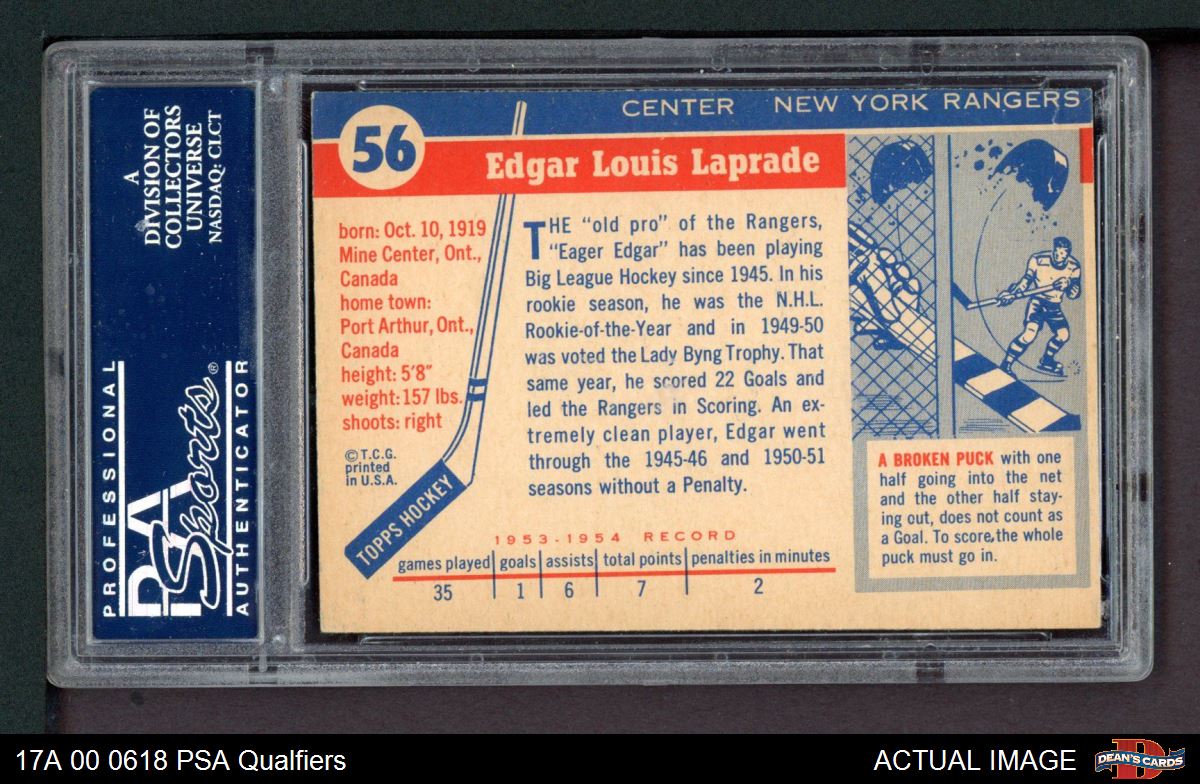 A
DIVISION OF
COLLECTORS
UNIVERSE
NASDAQ: CLCT
PROFESSIONAL
PSA
Sports®
AUTHENTICATOR
56
CENTER NEW YORK RANGERS
Edgar Louis Laprade
born: Oct. 10, 1919
Mine Center, Ont.,
Canada
home town:
Port Arthur, Ont.,
Canada
height: 5'8"
weight: 157 lbs.
shoots: right
© T.C.G.
printed
in U.S.A.
TOPPS HOCKEY
THE "old pro" of the Rangers,
"Eager Edgar" has been playing
Big League Hockey since 1945. In his
rookie season, he was the N.H.L.
Rookie-of-the-Year and in 1949-50
was voted the Lady Byng Trophy. That
same year, he scored 22 Goals and
led the Rangers in Scoring. An ex-
tremely clean player, Edgar went
through the 1945-46 and 1950-51
seasons without a Penalty.
A BROKEN PUCK with one
half going into the net
and the other half stay-
ing out, does not count as
a Goal. To score, the whole
puck must go in.
1953-1954 RECORD
games played goals assists total points penalties in minutes
35 1 6 7 2
17A 00 0618 PSA Qualfiers
ACTUAL IMAGE
D
DEAN'S CARDS